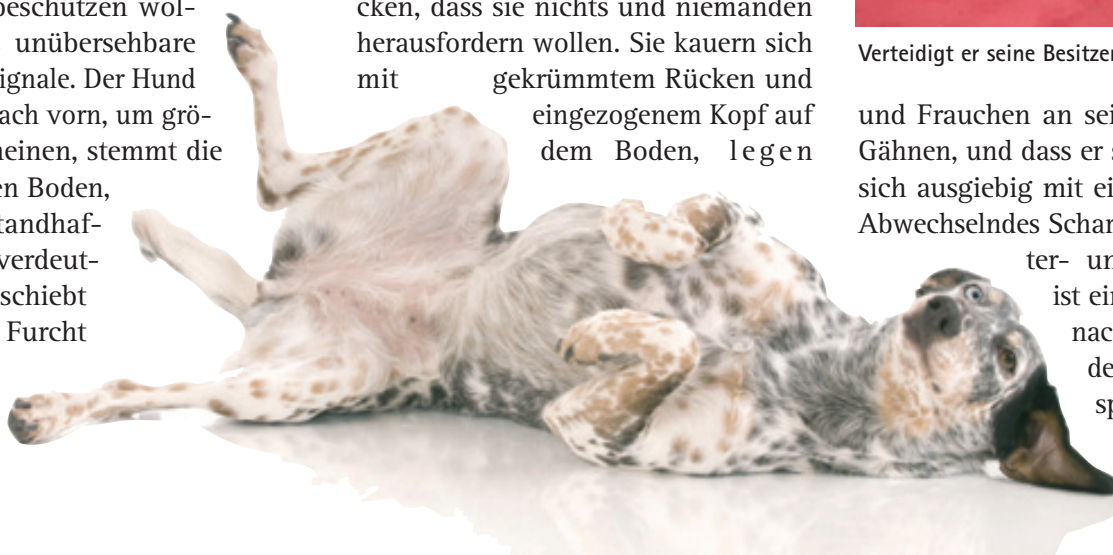 beschützen wol-
unübersehbare
ignale. Der Hund
ach vorn, um grö-
heinen, stemmt die
en Boden,
tandhaf-
verdeut-
schiebt
Furcht
cken, dass sie nichts und niemanden
herausfordern wollen. Sie kauern sich
mit gekrümmtem Rücken und
eingezogenem Kopf auf
dem Boden, legen
Verteidigt er seine Besitzer
und Frauchen an sei
Gähnen, und dass er s
sich ausgiebig mit ei
Abwechselndes Schar
ter- un
ist ein
nac
de
sp